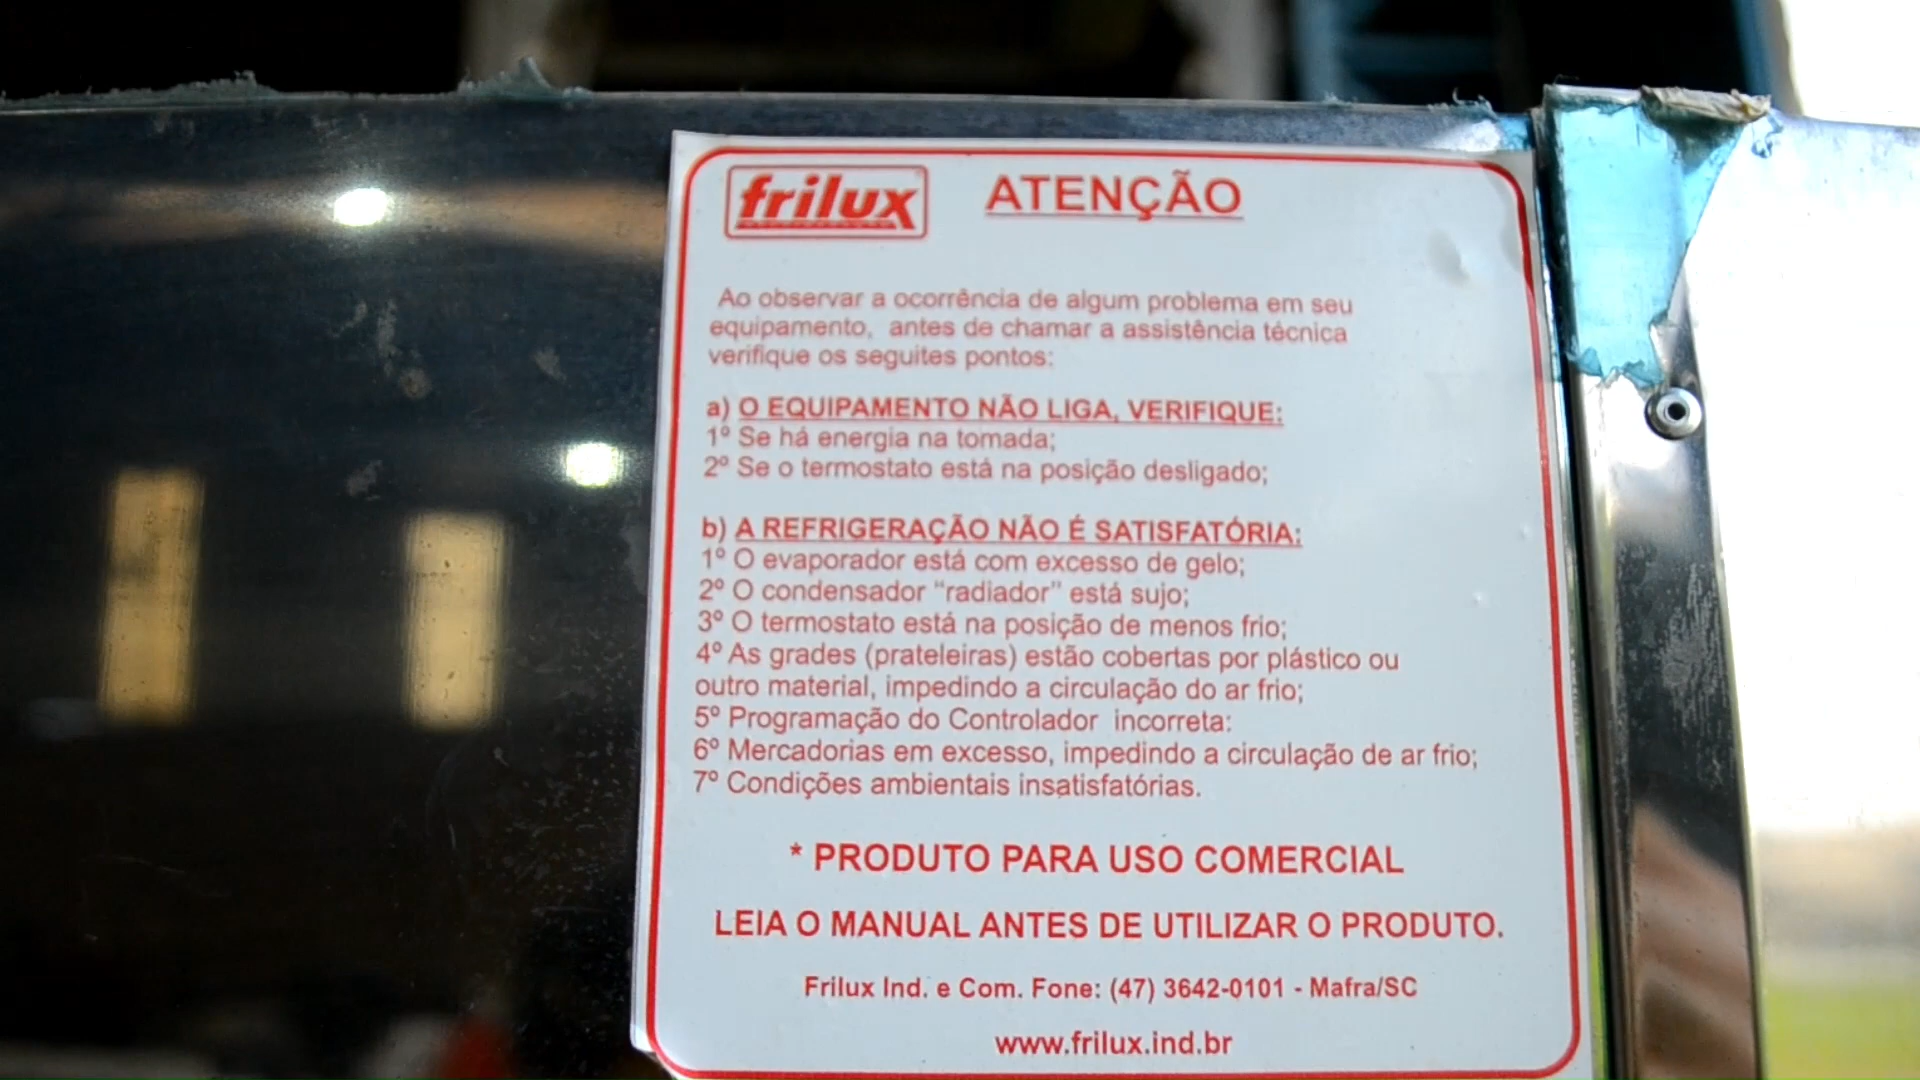 frilux ATENÇÃO
Ao observar a ocorrência de algum problema em seu
equipamento, antes de chamar a assistência técnica
verifique os seguites pontos:
a) O EQUIPAMENTO NÃO LIGA, VERIFIQUE:
1º Se há energia na tomada;
2º Se o termostato está na posição desligado;
b) A REFRIGERAÇÃO NÃO É SATISFATÓRIA:
1º O evaporador está com excesso de gelo;
2º O condensador "radiador" está sujo;
3º O termostato está na posição de menos frio;
4º As grades (prateleiras) estão cobertas por plástico ou
outro material, impedindo a circulação do ar frio;
5º Programação do Controlador incorreta:
6º Mercadorias em excesso, impedindo a circulação de ar frio;
7º Condições ambientais insatisfatórias.
* PRODUTO PARA USO COMERCIAL
LEIA O MANUAL ANTES DE UTILIZAR O PRODUTO.
Frilux Ind. e Com. Fone: (47) 3642-0101 - Mafra/SC
www.frilux.ind.br